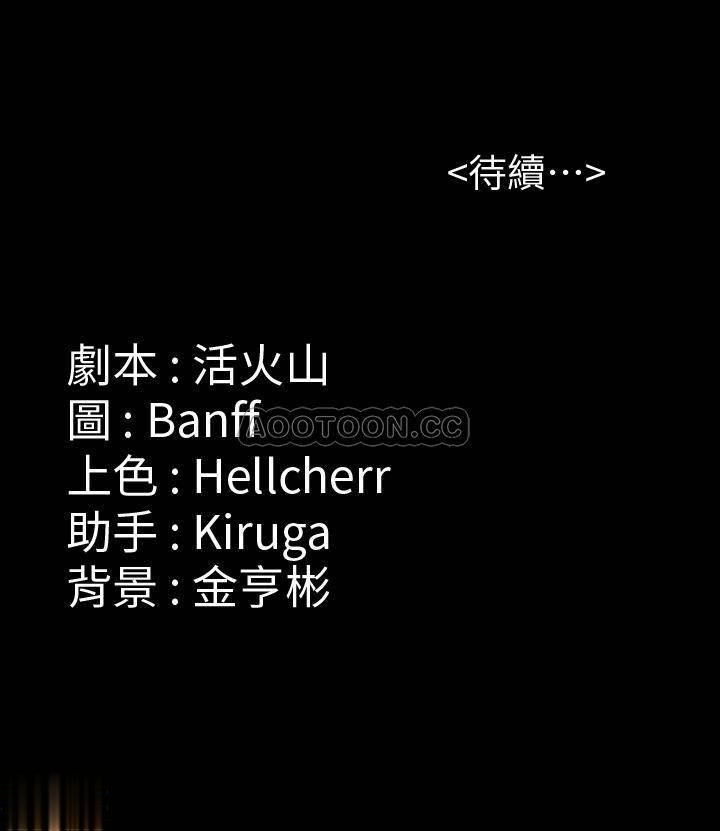 <待續…>
劇本 : 活火山
圖 : Banff
AOOTOON.CC
上色 : Hellcherr
助手 : Kiruga
背景 : 金亨彬